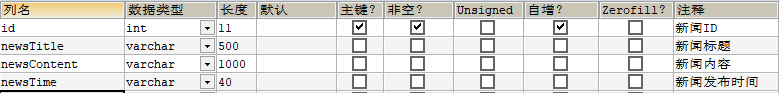 列名 数据类型 长度 默认 主键? 非空? Unsigned 自增? Zerofill? 注释
id int 11 新闻ID
newsTitle varchar 500 新闻标题
newsContent varchar 1000 新闻内容
newsTime varchar 40 新闻发布时间